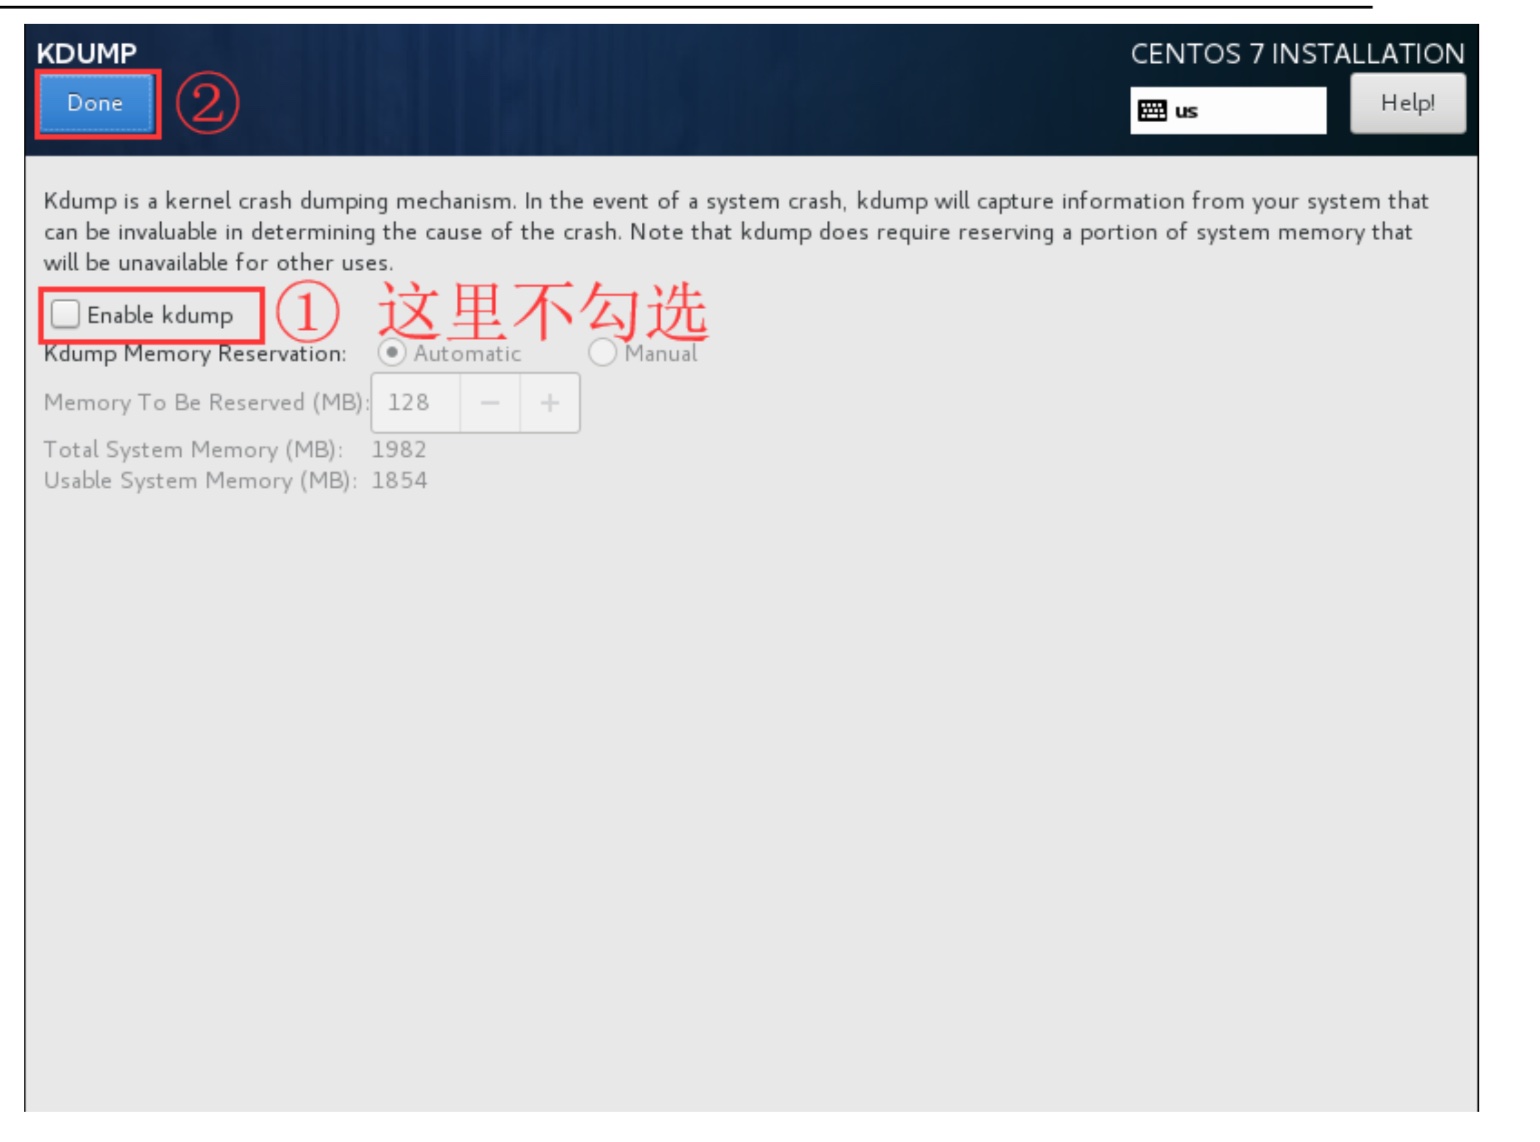 KDUMP
CENTOS 7 INSTALLATION
Done
②
us
Help!
Kdump is a kernel crash dumping mechanism. In the event of a system crash, kdump will capture information from your system that
can be invaluable in determining the cause of the crash. Note that kdump does require reserving a portion of system memory that
will be unavailable for other uses.
Enable kdump ① 这里不勾选
Kdump Memory Reservation: Automatic Manual
Memory To Be Reserved (MB): 128 − +
Total System Memory (MB): 1982
Usable System Memory (MB): 1854